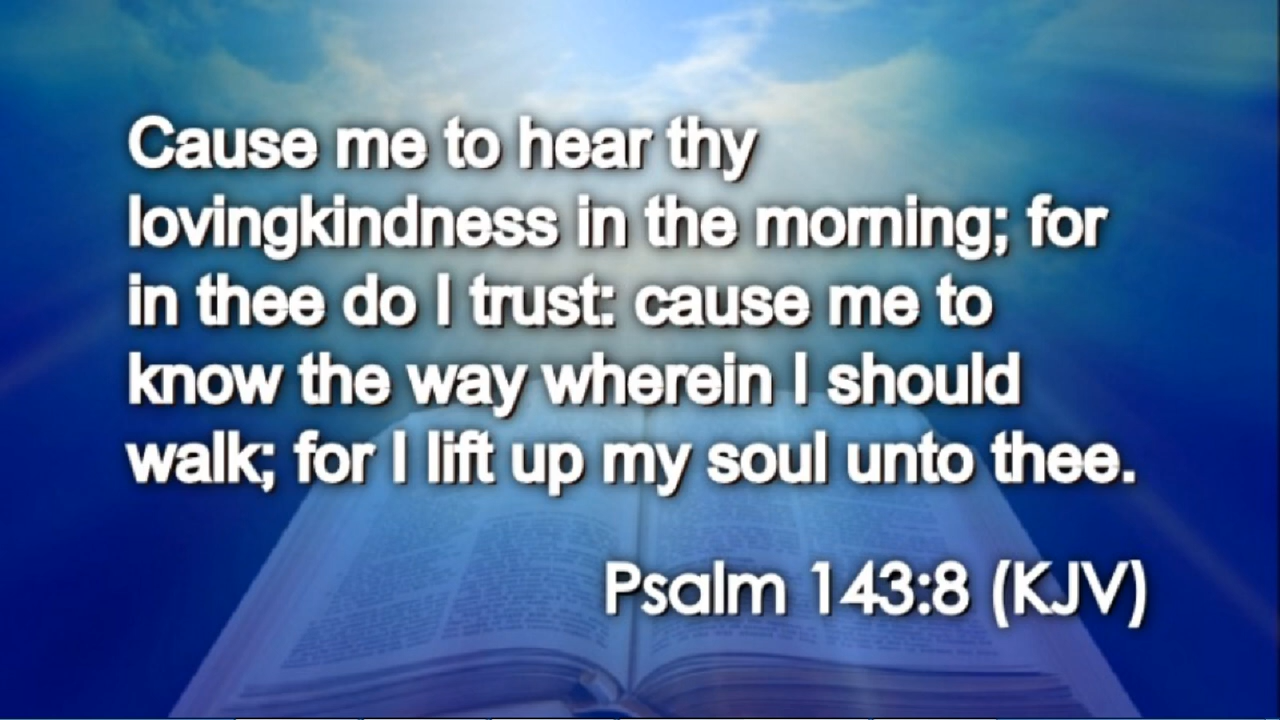 Cause me to hear thy
lovingkindness in the morning; for
in thee do I trust: cause me to
know the way wherein I should
walk; for I lift up my soul unto thee.
Psalm 143:8 (KJV)